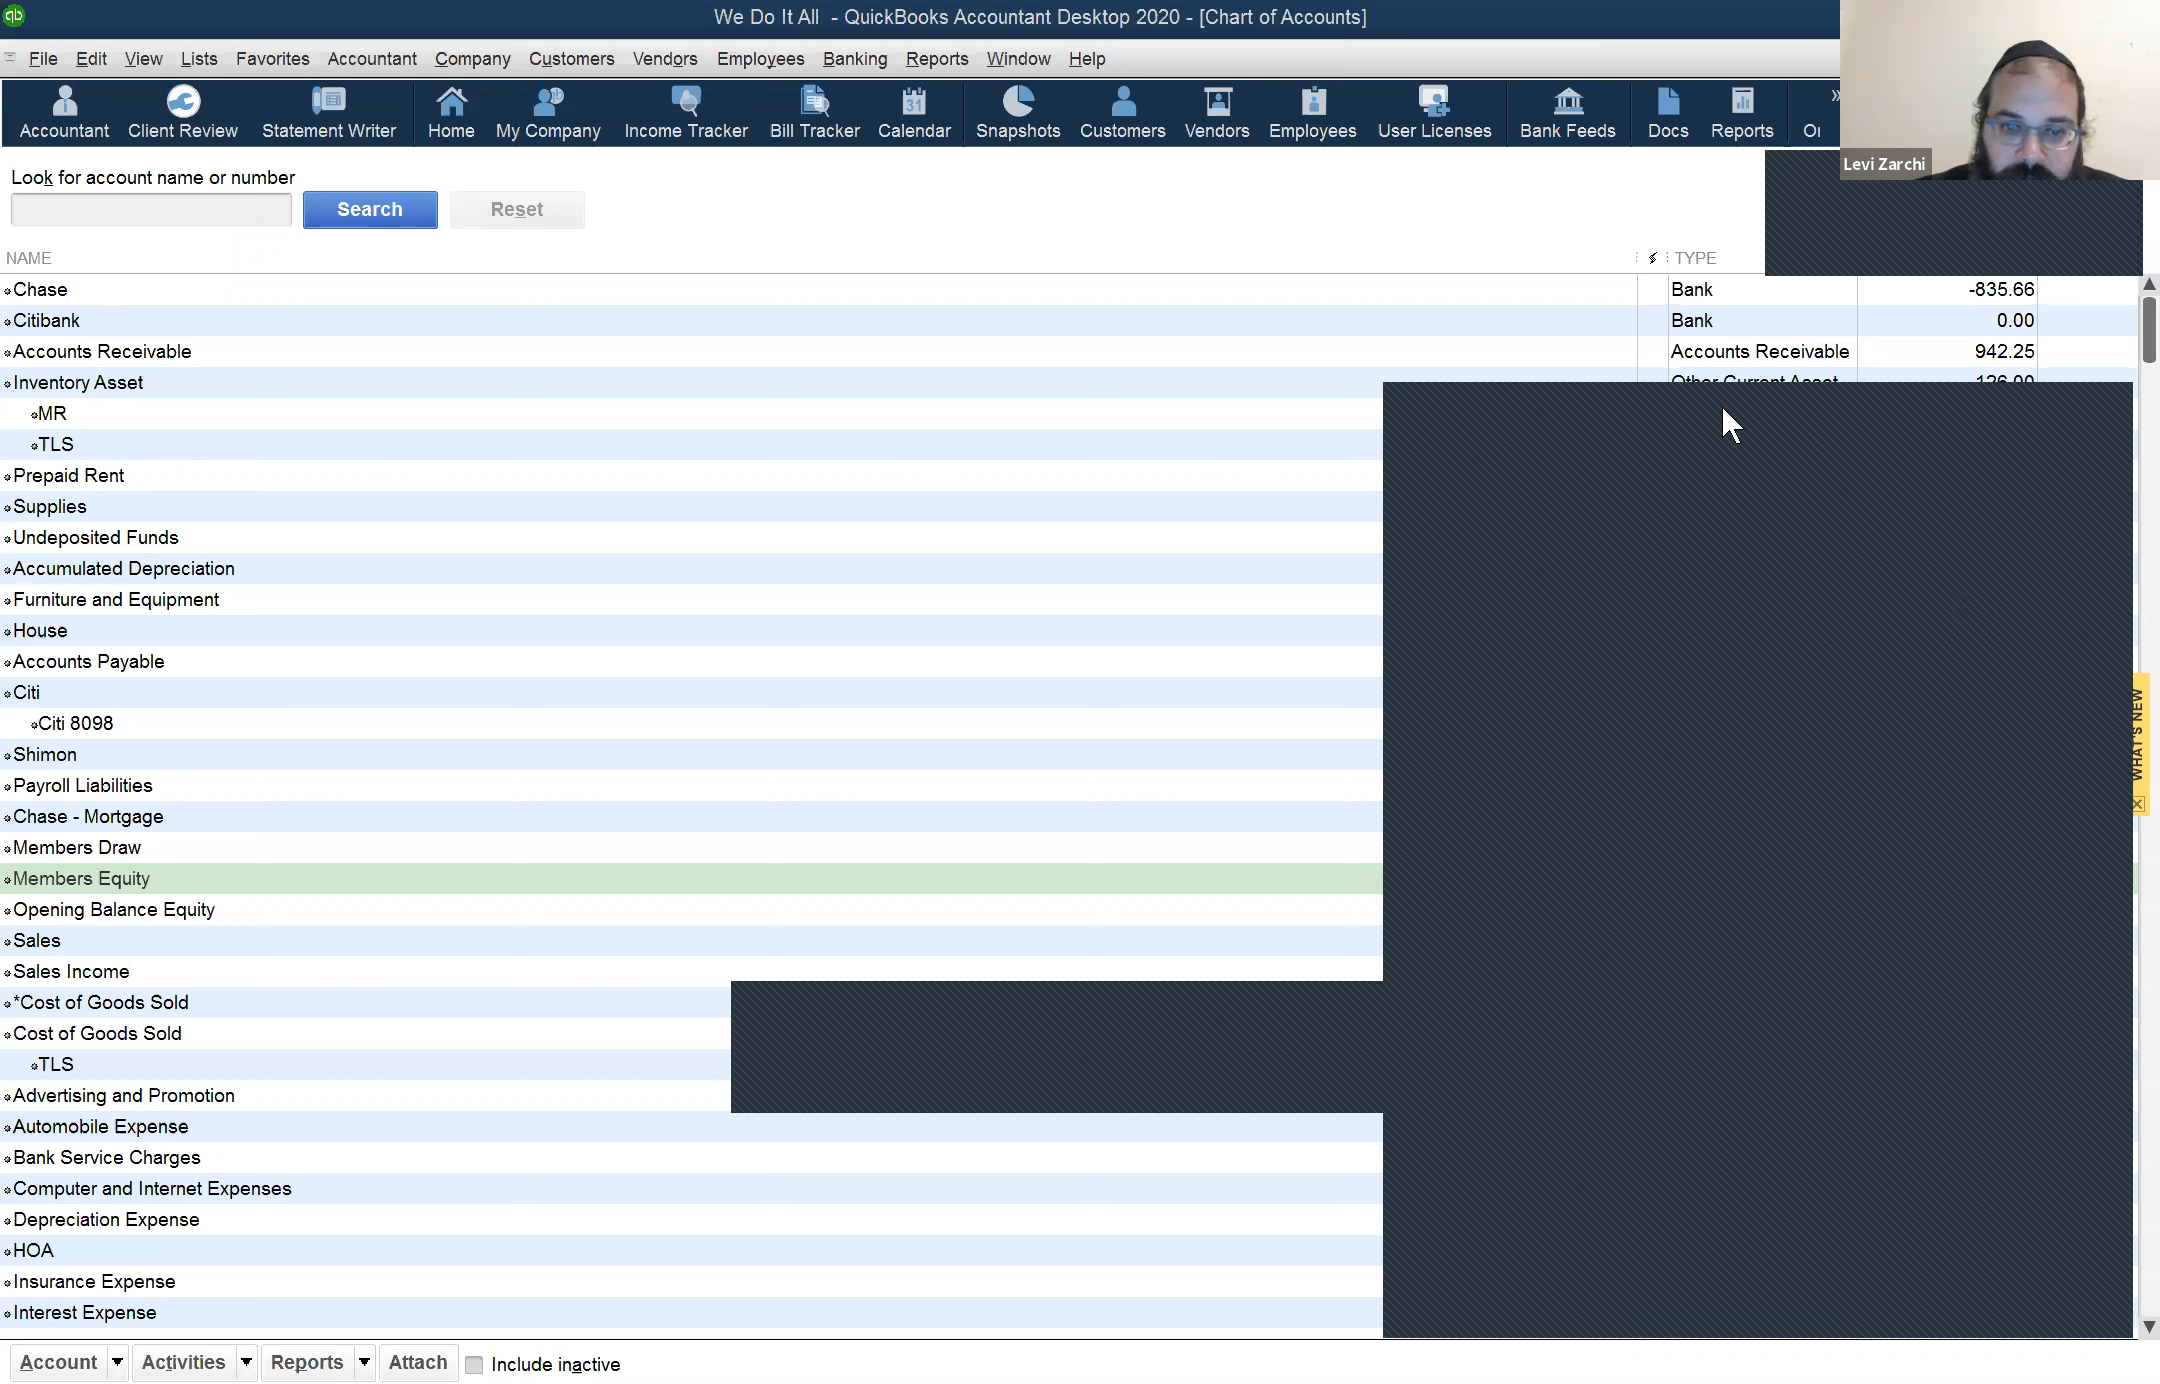 We Do It All - QuickBooks Accountant Desktop 2020 - [Chart of Accounts]
File Edit View Lists Favorites Accountant Company Customers Vendors Employees Banking Reports Window Help
Accountant Client Review Statement Writer Home My Company Income Tracker Bill Tracker Calendar Snapshots Customers Vendors Employees User Licenses Bank Feeds Docs Reports
31
Levi Zarchi
Look for account name or number
Search Reset
NAME TYPE
Chase Bank -835.66
Citibank Bank 0.00
Accounts Receivable Accounts Receivable 942.25
Inventory Asset Other Current Asset 126.00
MR
TLS
Prepaid Rent
Supplies
Undeposited Funds
Accumulated Depreciation
Furniture and Equipment
House
Accounts Payable
Citi
Citi 8098
Shimon
Payroll Liabilities
Chase - Mortgage
Members Draw
Members Equity
Opening Balance Equity
Sales
Sales Income
*Cost of Goods Sold
Cost of Goods Sold
TLS
Advertising and Promotion
Automobile Expense
Bank Service Charges
Computer and Internet Expenses
Depreciation Expense
HOA
Insurance Expense
Interest Expense
WHAT'S NEW
Account Activities Reports Attach Include inactive